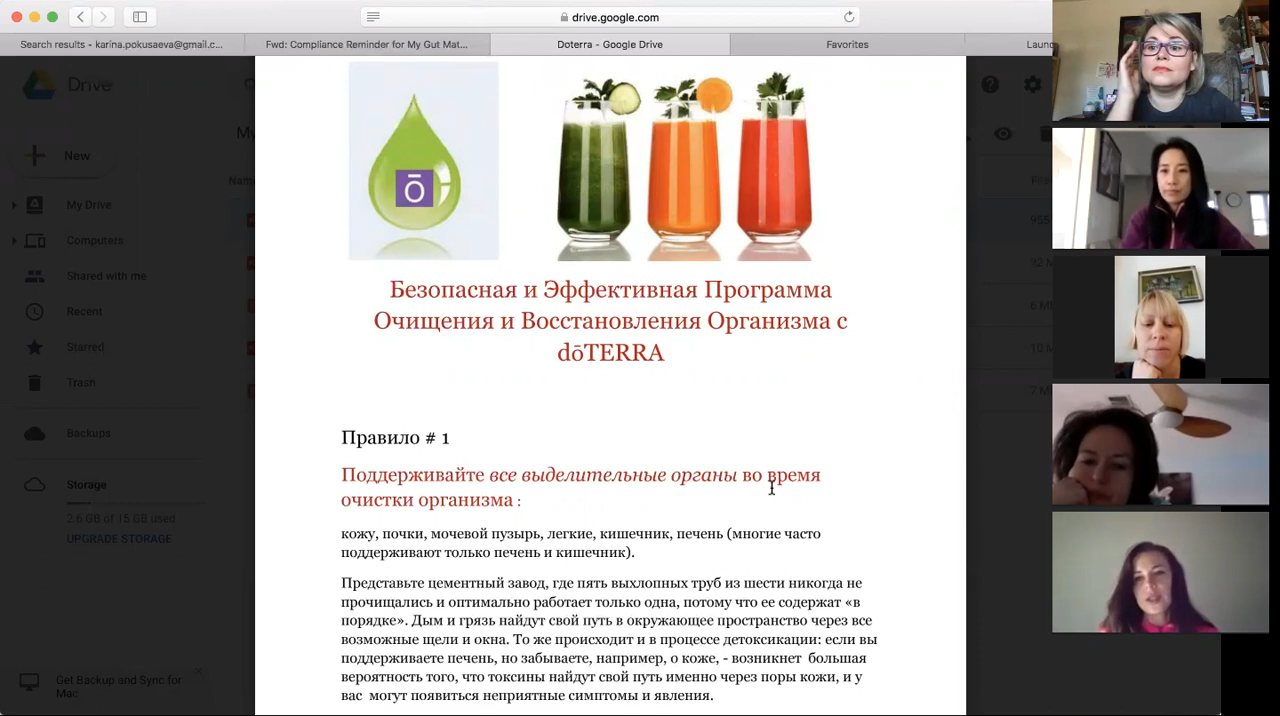 drive.google.com
Search results - karina.pokusaeva@gmail.c...
Fwd: Compliance Reminder for My Gut Mat...
Doterra - Google Drive
Favorites
Drive
New
My Drive
Computers
Shared with me
Recent
Starred
Trash
Backups
Storage
2.6 GB of 15 GB used
UPGRADE STORAGE
Get Backup and Sync for
Mac
ō
Безопасная и Эффективная Программа
Очищения и Восстановления Организма с
dōTERRA
Правило # 1
Поддерживайте все выделительные органы во время
очистки организма :
кожу, почки, мочевой пузырь, легкие, кишечник, печень (многие часто
поддерживают только печень и кишечник).
Представьте цементный завод, где пять выхлопных труб из шести никогда не
прочищались и оптимально работает только одна, потому что ее содержат «в
порядке». Дым и грязь найдут свой путь в окружающее пространство через все
возможные щели и окна. То же происходит и в процессе детоксикации: если вы
поддерживаете печень, но забываете, например, о коже, - возникнет большая
вероятность того, что токсины найдут свой путь именно через поры кожи, и у
вас могут появиться неприятные симптомы и явления.